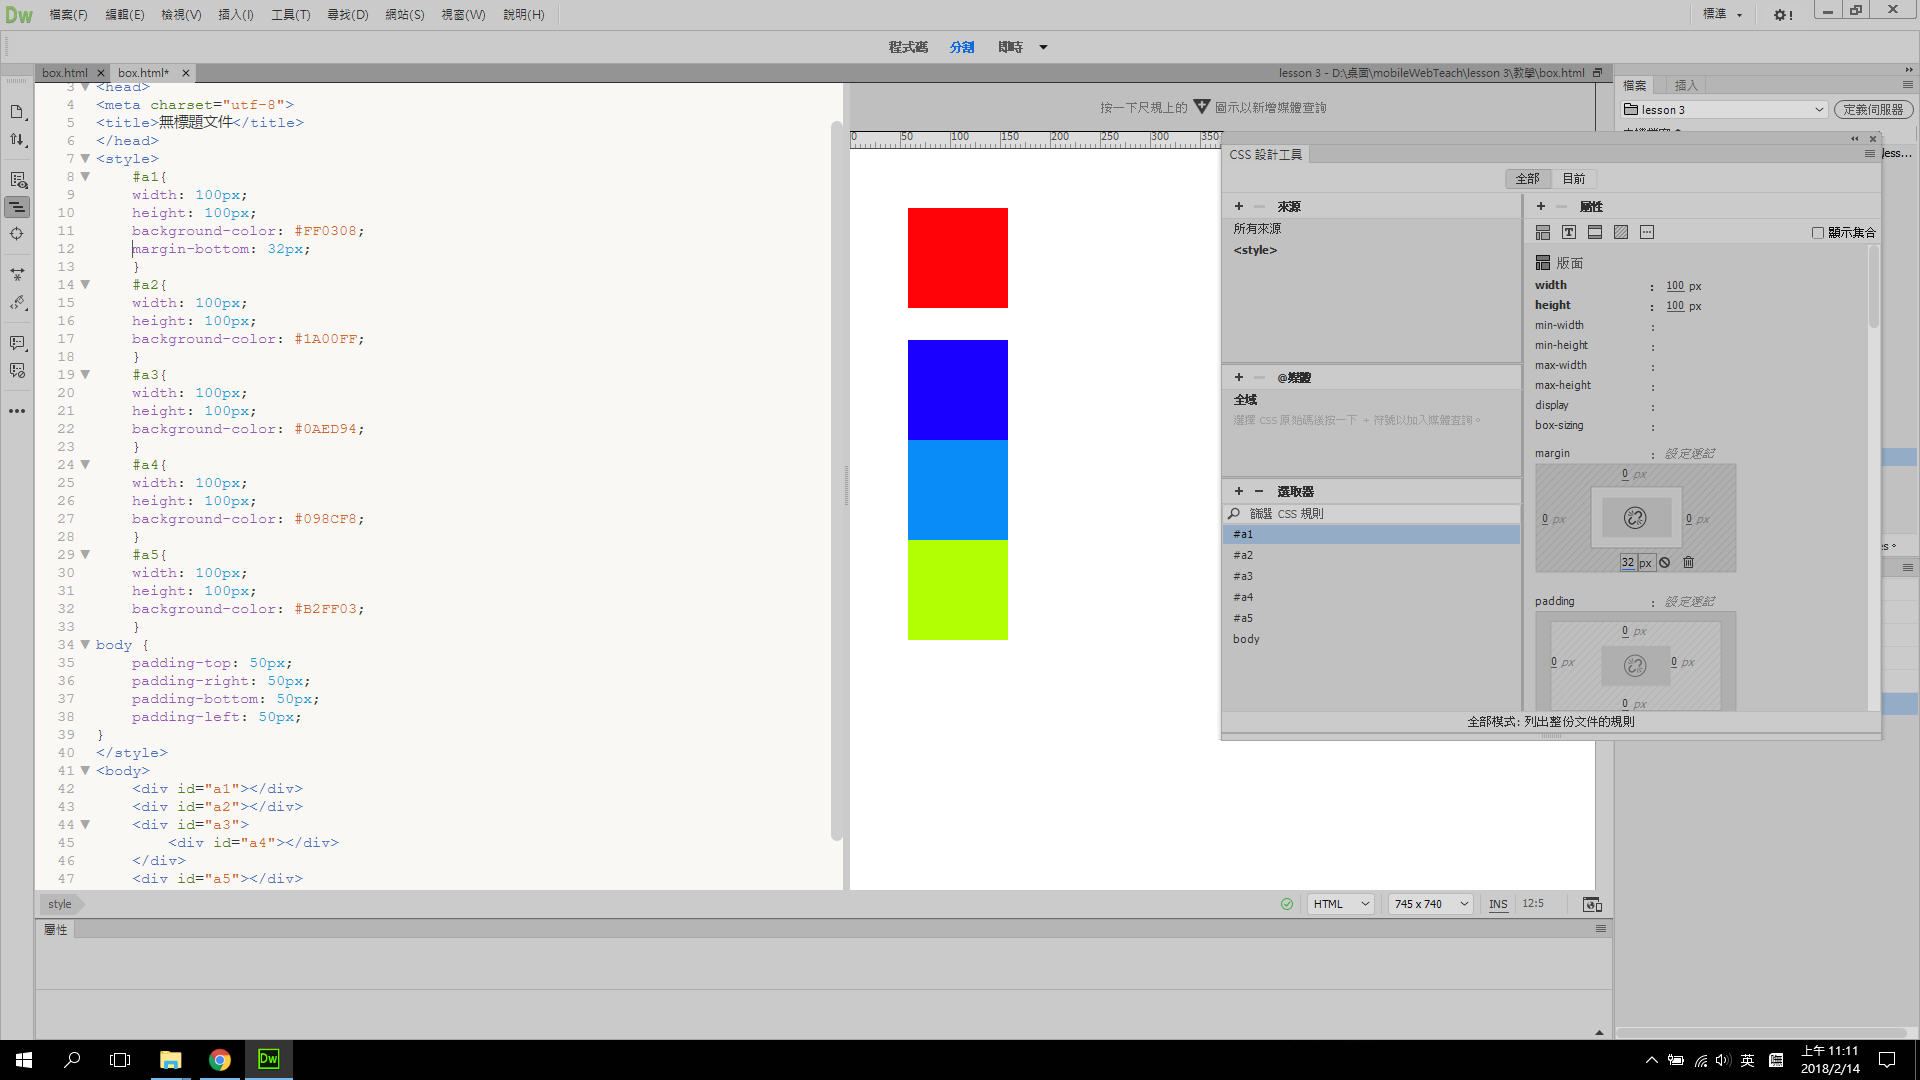 Dw 檔案(F) 編輯(E) 檢視(V) 插入(I) 工具(T) 尋找(D) 網站(S) 視窗(W) 說明(H) 標準
程式碼 分割 即時
box.html box.html* lesson 3 - D:\桌面\mobileWebTeach\lesson 3\教學\box.html
3 <head>
4 <meta charset="utf-8">
5 <title>無標題文件</title>
6 </head>
7 <style>
8 #a1{
9 width: 100px;
10 height: 100px;
11 background-color: #FF0308;
12 margin-bottom: 32px;
13 }
14 #a2{
15 width: 100px;
16 height: 100px;
17 background-color: #1A00FF;
18 }
19 #a3{
20 width: 100px;
21 height: 100px;
22 background-color: #0AED94;
23 }
24 #a4{
25 width: 100px;
26 height: 100px;
27 background-color: #098CF8;
28 }
29 #a5{
30 width: 100px;
31 height: 100px;
32 background-color: #B2FF03;
33 }
34 body {
35 padding-top: 50px;
36 padding-right: 50px;
37 padding-bottom: 50px;
38 padding-left: 50px;
39 }
40 </style>
41 <body>
42 <div id="a1"></div>
43 <div id="a2"></div>
44 <div id="a3">
45 <div id="a4"></div>
46 </div>
47 <div id="a5"></div>
按一下尺規上的 圖示以新增媒體查詢
0 50 100 150 200 250 300 350
檔案 插入
lesson 3 定義伺服器
less...
CSS 設計工具
全部 目前
+ − 來源
所有來源
<style>
+ − @媒體
全域
選擇 CSS 原始碼後按一下 + 符號以加入媒體查詢。
+ − 選取器
篩選 CSS 規則
#a1
#a2
#a3
#a4
#a5
body
+ − 屬性
顯示集合
版面
width : 100 px
height : 100 px
min-width :
min-height :
max-width :
max-height :
display :
box-sizing :
margin : 設定速記
0 px
0 px 0 px
32 px
padding : 設定速記
0 px
0 px 0 px
0 px
全部模式: 列出整份文件的規則
style HTML 745 x 740 INS 12:5
屬性
Dw 英 上午 11:11
2018/2/14